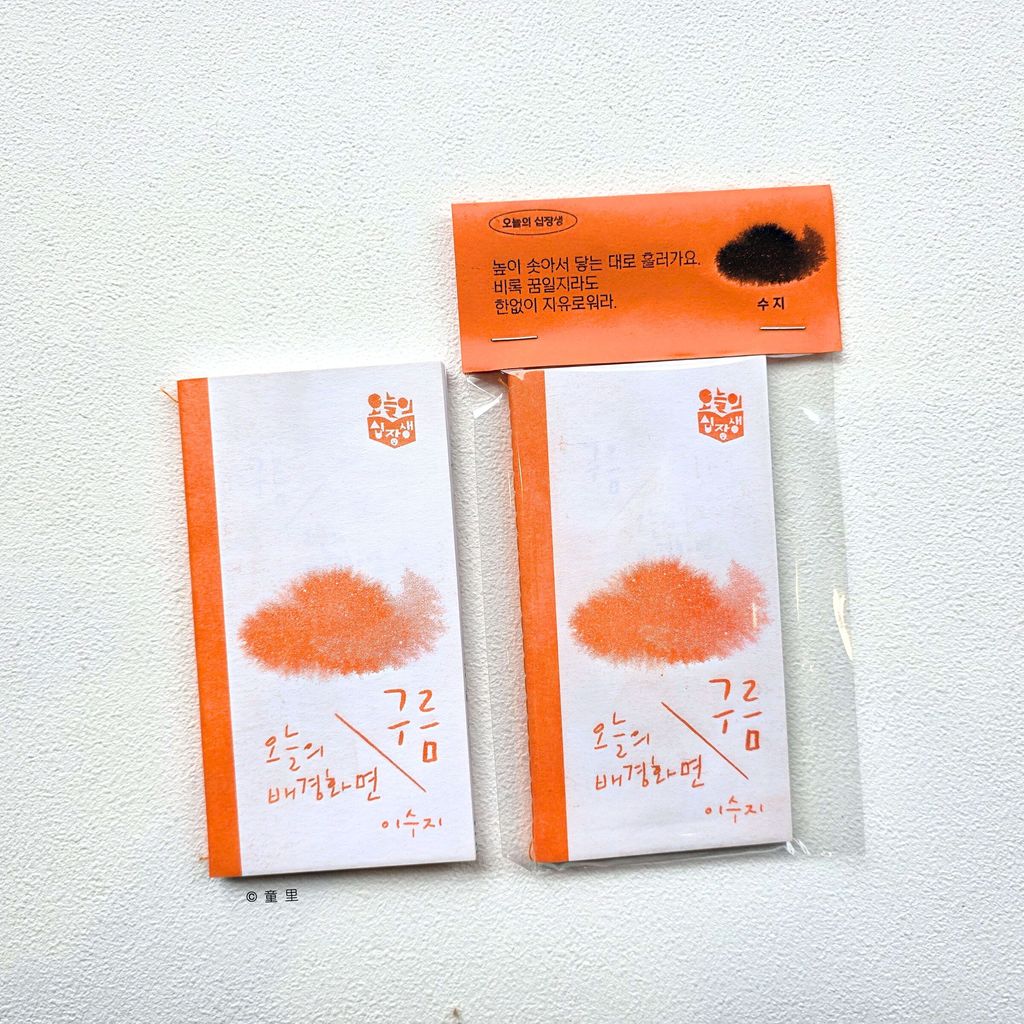 오늘의 십장생
높이 솟아서 닿는 대로 흘러가요.
비록 꿈일지라도
한없이 지유로워라.
수지
오늘의
십장생
구름
오늘의
배경화면
이수지
오늘의
십장생
구름
오늘의
배경화면
이수지
© 童里